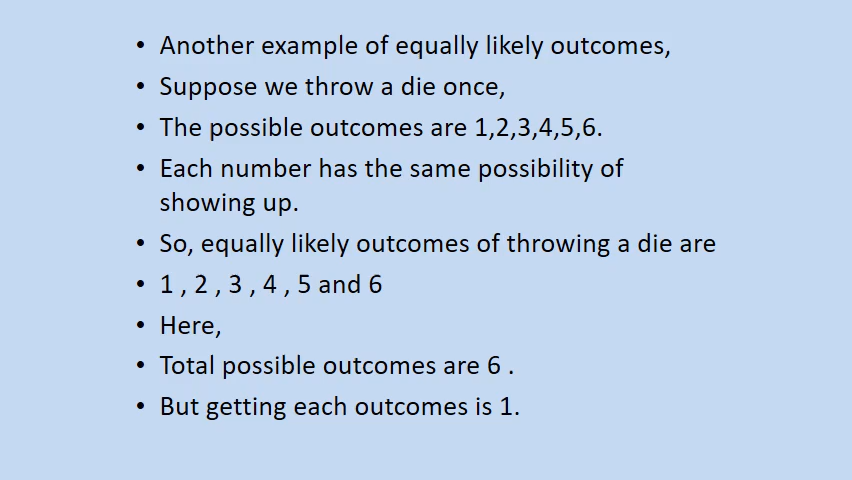 • Another example of equally likely outcomes,
• Suppose we throw a die once,
• The possible outcomes are 1,2,3,4,5,6.
• Each number has the same possibility of
showing up.
• So, equally likely outcomes of throwing a die are
• 1 , 2 , 3 , 4 , 5 and 6
• Here,
• Total possible outcomes are 6 .
• But getting each outcomes is 1.